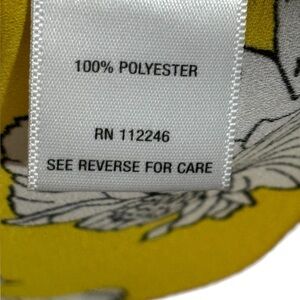 100% POLYESTER
RN 112246
SEE REVERSE FOR CARE